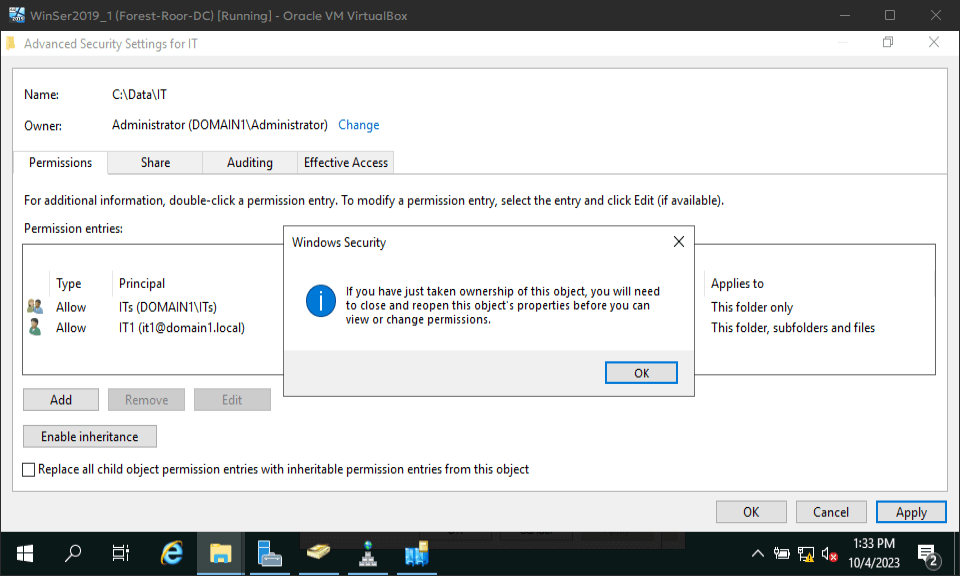 WinSer2019_1 (Forest-Roor-DC) [Running] - Oracle VM VirtualBox
Advanced Security Settings for IT
Name: C:\Data\IT
Owner: Administrator (DOMAIN1\Administrator) Change
Permissions Share Auditing Effective Access
For additional information, double-click a permission entry. To modify a permission entry, select the entry and click Edit (if available).
Permission entries:
Windows Security
Type Principal Applies to
If you have just taken ownership of this object, you will need
to close and reopen this object's properties before you can
view or change permissions.
Allow ITs (DOMAIN1\ITs) This folder only
Allow IT1 (it1@domain1.local) This folder, subfolders and files
OK
Add Remove Edit
Enable inheritance
Replace all child object permission entries with inheritable permission entries from this object
OK Cancel Apply
1:33 PM
10/4/2023
2